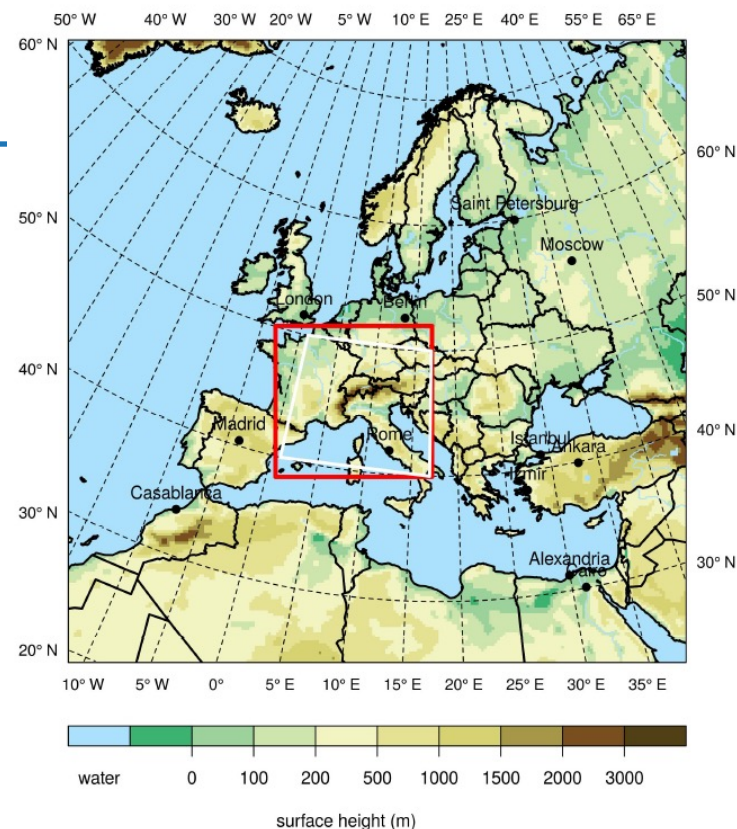 50° W 40° W 30° W 20° W 5° W 10° E 25° E 40° E 55° E 65° E
60° N
60° N
50° N
Saint Petersburg
Moscow
London
Berlin
50° N
40° N
Madrid
Rome
Istanbul
Ankara
40° N
Izmir
Casablanca
30° N
Alexandria
30° N
Cairo
20° N
10° W 5° W 0° 5° E 10° E 15° E 20° E 25° E 30° E 35° E
water 0 100 200 500 1000 1500 2000 3000
surface height (m)